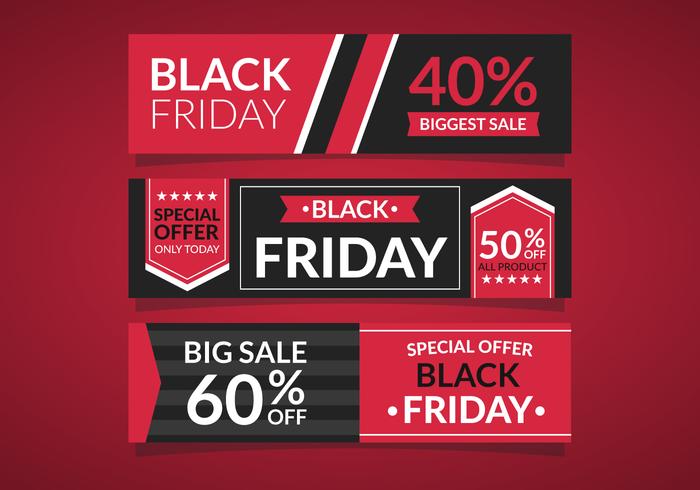 BLACK
FRIDAY
40%
BIGGEST SALE
★★★★★
SPECIAL
OFFER
ONLY TODAY
•BLACK•
FRIDAY
50%
OFF
ALL PRODUCT
★★★★★
BIG SALE
60%
OFF
SPECIAL OFFER
BLACK
•FRIDAY•